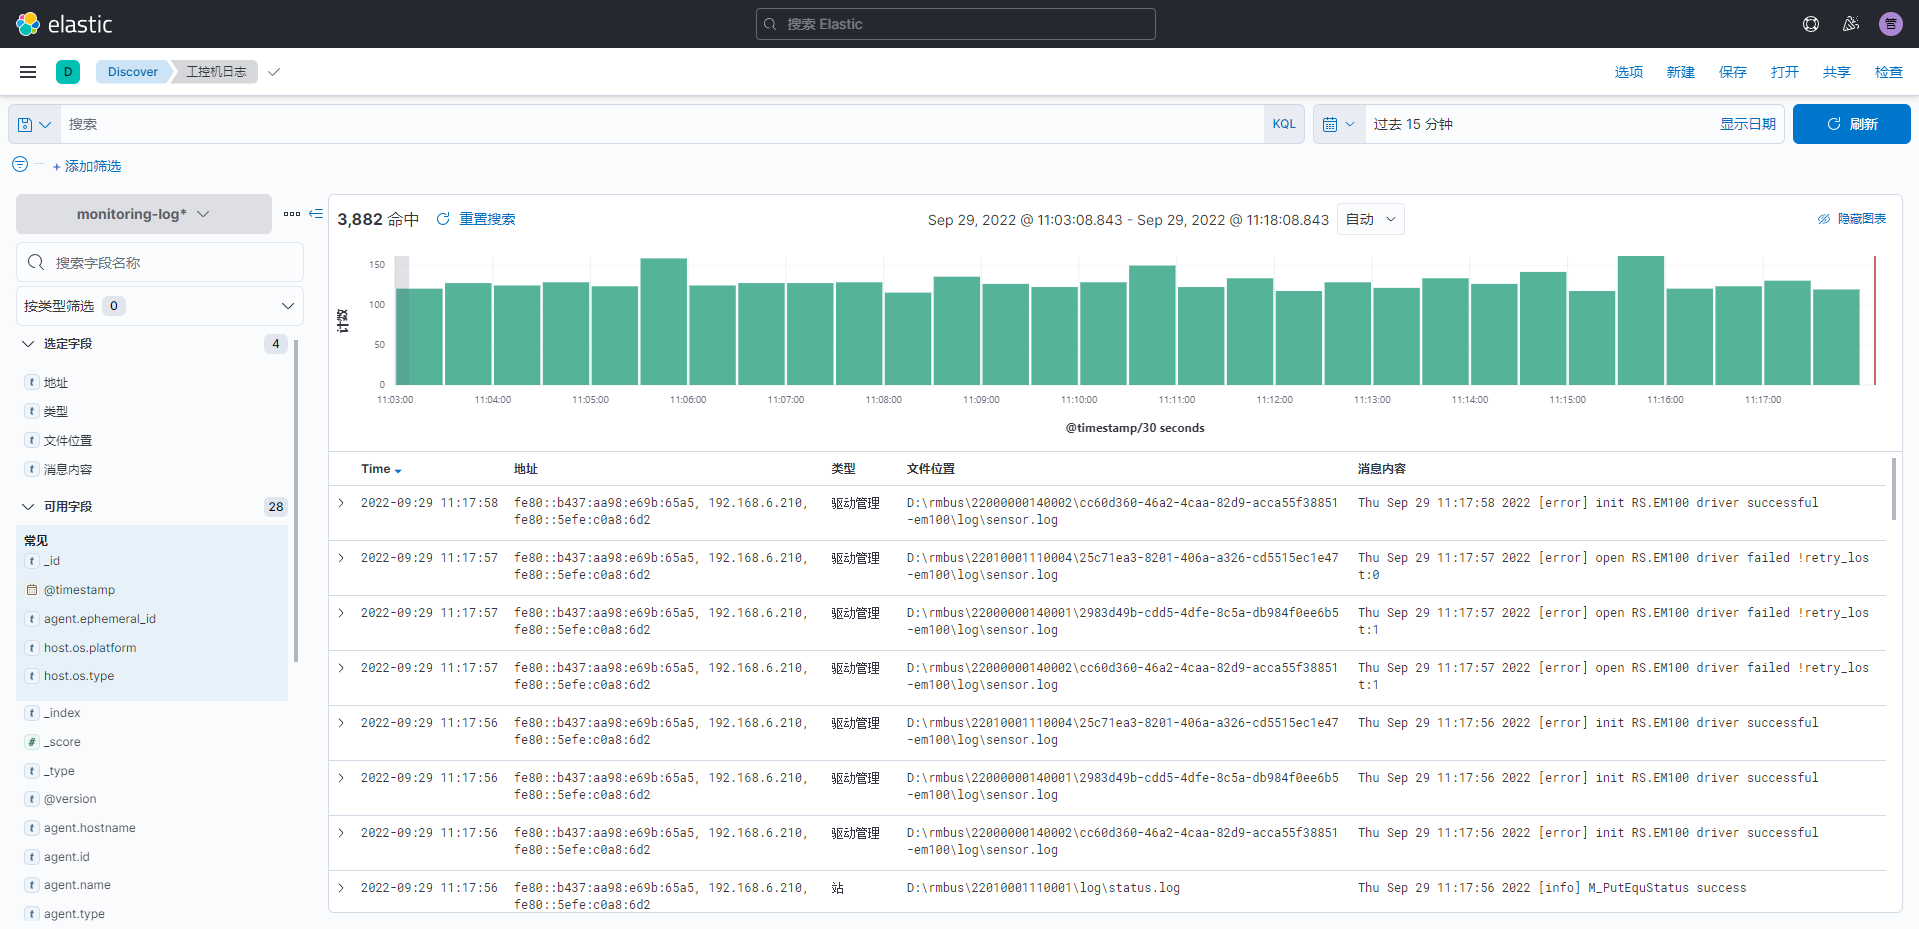 elastic
搜索 Elastic
管
D
Discover
工控机日志
选项 新建 保存 打开 共享 检查
搜索
KQL
过去 15 分钟
显示日期
刷新
+ 添加筛选
monitoring-log*
搜索字段名称
按类型筛选 0
选定字段 4
t 地址
t 类型
t 文件位置
t 消息内容
可用字段 28
常见
t _id
@timestamp
t agent.ephemeral_id
t host.os.platform
t host.os.type
t _index
# _score
t _type
t @version
t agent.hostname
t agent.id
t agent.name
t agent.type
3,882 命中
重置搜索
Sep 29, 2022 @ 11:03:08.843 - Sep 29, 2022 @ 11:18:08.843
自动
隐藏图表
计数
150
100
50
0
11:03:00 11:04:00 11:05:00 11:06:00 11:07:00 11:08:00 11:09:00 11:10:00 11:11:00 11:12:00 11:13:00 11:14:00 11:15:00 11:16:00 11:17:00
@timestamp/30 seconds
Time 地址 类型 文件位置 消息内容
2022-09:29 11:17:58 fe80::b437:aa98:e69b:65a5, 192.168.6.210, 驱动管理 D:\rmbus\22000000140002\cc60d360-46a2-4caa-82d9-acca55f38851 Thu Sep 29 11:17:58 2022 [error] init RS.EM100 driver successful
fe80::5efe:c0a8:6d2 -em100\log\sensor.log
2022-09:29 11:17:57 fe80::b437:aa98:e69b:65a5, 192.168.6.210, 驱动管理 D:\rmbus\22010001110004\25c71ea3-8201-406a-a326-cd5515ec1e47 Thu Sep 29 11:17:57 2022 [error] open RS.EM100 driver failed !retry_los
fe80::5efe:c0a8:6d2 -em100\log\sensor.log t:0
2022-09:29 11:17:57 fe80::b437:aa98:e69b:65a5, 192.168.6.210, 驱动管理 D:\rmbus\22000000140001\2983d49b-cdd5-4dfe-8c5a-db984f0ee6b5 Thu Sep 29 11:17:57 2022 [error] open RS.EM100 driver failed !retry_los
fe80::5efe:c0a8:6d2 -em100\log\sensor.log t:1
2022-09:29 11:17:57 fe80::b437:aa98:e69b:65a5, 192.168.6.210, 驱动管理 D:\rmbus\22000000140002\cc60d360-46a2-4caa-82d9-acca55f38851 Thu Sep 29 11:17:57 2022 [error] open RS.EM100 driver failed !retry_los
fe80::5efe:c0a8:6d2 -em100\log\sensor.log t:1
2022-09:29 11:17:56 fe80::b437:aa98:e69b:65a5, 192.168.6.210, 驱动管理 D:\rmbus\22010001110004\25c71ea3-8201-406a-a326-cd5515ec1e47 Thu Sep 29 11:17:56 2022 [error] init RS.EM100 driver successful
fe80::5efe:c0a8:6d2 -em100\log\sensor.log
2022-09:29 11:17:56 fe80::b437:aa98:e69b:65a5, 192.168.6.210, 驱动管理 D:\rmbus\22000000140001\2983d49b-cdd5-4dfe-8c5a-db984f0ee6b5 Thu Sep 29 11:17:56 2022 [error] init RS.EM100 driver successful
fe80::5efe:c0a8:6d2 -em100\log\sensor.log
2022-09:29 11:17:56 fe80::b437:aa98:e69b:65a5, 192.168.6.210, 驱动管理 D:\rmbus\22000000140002\cc60d360-46a2-4caa-82d9-acca55f38851 Thu Sep 29 11:17:56 2022 [error] init RS.EM100 driver successful
fe80::5efe:c0a8:6d2 -em100\log\sensor.log
2022-09:29 11:17:56 fe80::b437:aa98:e69b:65a5, 192.168.6.210, 站 D:\rmbus\22010001110001\log\status.log Thu Sep 29 11:17:56 2022 [info] M_PutEquStatus success
fe80::5efe:c0a8:6d2